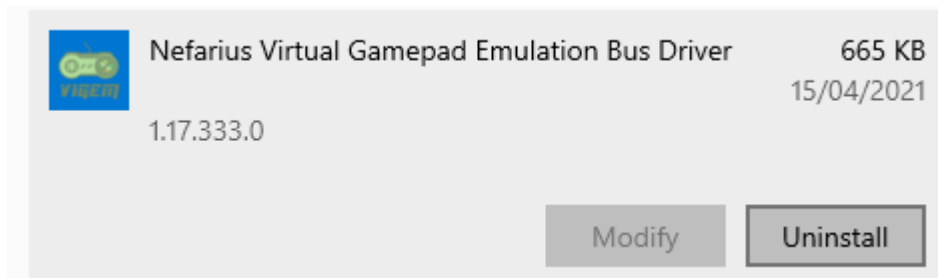 Nefarius Virtual Gamepad Emulation Bus Driver 665 KB
ViGEm 15/04/2021
1.17.333.0
Modify Uninstall